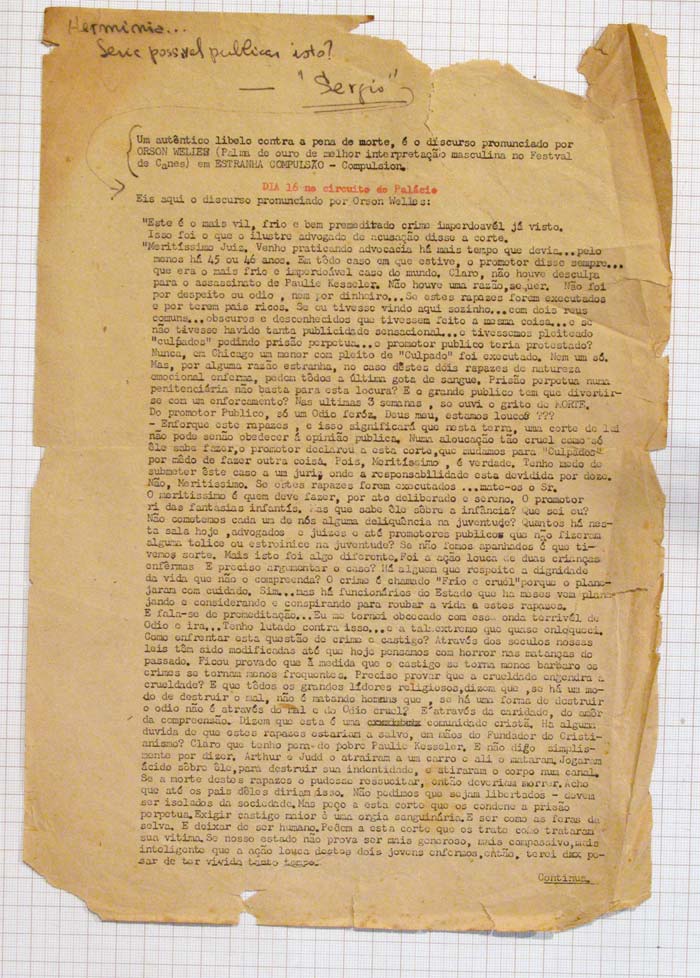 Herminio...
Seria possivel publicar isto?
— "Sergio"
Um autêntico libelo contra a pena de morte, é o discurso pronunciado por
ORSON WELLES (Palma de ouro de melhor interpretação masculina no Festval
de Canes) em ESTRANHA COMPULSÃO - Compulsion.
DIA 16 no circuito do Palácio
Eis aqui o discurso pronunciado por Orson Welles:
"Este é o mais vil, frio e bem premeditado crime imperdoavél já visto.
Isso foi o que o ilustre advogado de acusação disse a corte.
"Meritíssimo Juiz. Venho praticando advocacia há mais tempo que devia...pelo
menos há 45 ou 46 anos. Em tôdo caso em que estive, o promotor disse sempre...
que era o mais frio e imperdoável caso do mundo. Claro, não houve desculpa
para o assassinato de Paulie Kesseler. Não houve uma razão,sequer. Não foi
por despeito ou odio , nem por dinheiro...Se estes rapazes forem executados
e por terem pais ricos. Se eu tivesse vindo aqui sozinho...com dois reus
comuns...obscuros e desconhecidos que tivessem feito a mesma coisa...e se
não tivesse havido tanta publicidade sensacional...e tivessemos pleiteado
"culpados" pedindo prisão perpetua...o promotor publico teria protestado?
Nunca, em Chicago um menor com pleito de "Culpado" foi executado. Nem um só.
Mas, por alguma razão estranha, no caso dêstes dois rapazes de natureza
emocional enferma, pedem tôdos a última gota de sangue. Prisão perpetua numa
penitenciária não basta para esta locura? E o grande publico tem que divertir-
se com um enforcamento? Nas ultimas 3 semanas , se ouvi o grito de MORTE.
Do promotor Publico, só um Odio feróz. Deus meu, estamos loucos ???
- Enforque este rapazes , e isso significará que nesta terra, uma corte de lei
não pode senão obedecer á opinião publica. Numa aloucação tão cruel como só
êle sabe fazer,o promotor declarou a esta corte,que mudamos para "Culpados"
por mêdo de fazer outra coisa. Pois, Meritíssimo , é verdade. Tenho medo de
submeter êste caso a um juri, onde a responsabilidade esta devidida por doze.
Não, Meritissimo. Se estes rapazes forem executados ...mate-os o Sr.
O meritissimo é quem deve fazer, por ato deliberado e sereno. O promotor
ri das fantasias infantís. Mas que sabe êle sôbre a infância? Que sei eu?
Não cometemos cada um de nós alguma deliquência na juventude? Quantos há nes-
ta sala hoje ,advogados e juizes e até promotores publicos que não fizeram
alguma tolice ou estroinice na juventude? Se não fomos apanhados é que ti-
vemos sorte. Mais isto foi algo diferente.Foi a ação louca de duas crianças
enfêrmas E preciso argumentar o caso? Há alguem que respeite a dignidade
da vida que não o compreenda? O crime é chamado "Frio e cruél"porque o plane-
jaram com cuidado. Sim...mas há funcionários do Estado que ha meses vem plane-
jando e considerando e conspirando para roubar a vida a estes rapazes.
E fala-se de premeditação...Eu me tornei obcecado com essa onda terrivél de
Odio e ira...Tenho lutado contra isso...e a tal extremo que quase enloqueci.
Como enfrentar esta questão de crime e castigo? Através dos seculos nossas
leis têm sido modificadas até que hoje pensamos com horror nas matanças do
passado. Ficou provado que à medida que o castigo se torna menos barbaro os
crimes se tornam menos frequentes. Preciso provar que a crueldade engendra a
crueldade? E que tôdos os grandes lideres religiosos,dizem que ,se há um mo-
do de destruir o mal, não é matando homens que , se há uma forma de destruir
o odio não é através do mal e do Odio cruel? E através da caridade, do amor
da compreensão. Dizem que esta é uma comunidade cristã. Ha alguma
duvida de que estes rapazes estariam a salvo, em mãos do Fundador do Cristi-
anismo? Claro que tenho pena do pobre Paulie Kesseler. E não digo simplis-
mente por dizer. Arthur e Judd o atrairam a um carro e ali o mataram.Jogaram
ácido sôbre êle,para destruir sua indentidade, e atiraram o corpo num canal.
Se a morte destes rapazes o pudesse ressucitar, então deveriam morrer. Acho
que até os pais dêles diriam isso. Não pedimos que sejam libertados - devem
ser isolados da sociedade.Mas peço a esta corte que os condene a prisão
perpetua.Exigir castigo maior é uma orgia sanguinária.E ser como as feras da
selva. E deixar de ser humano.Pedem a esta corte que os trate como trataram
sua vitima.Se nosso estado não prova ser mais generoso, mais compassivo,mais
inteligente que a ação louca destes dois jovens enfermos,então. terei dxx pe-
sar de ter vivido tanto tempo.
Continua.